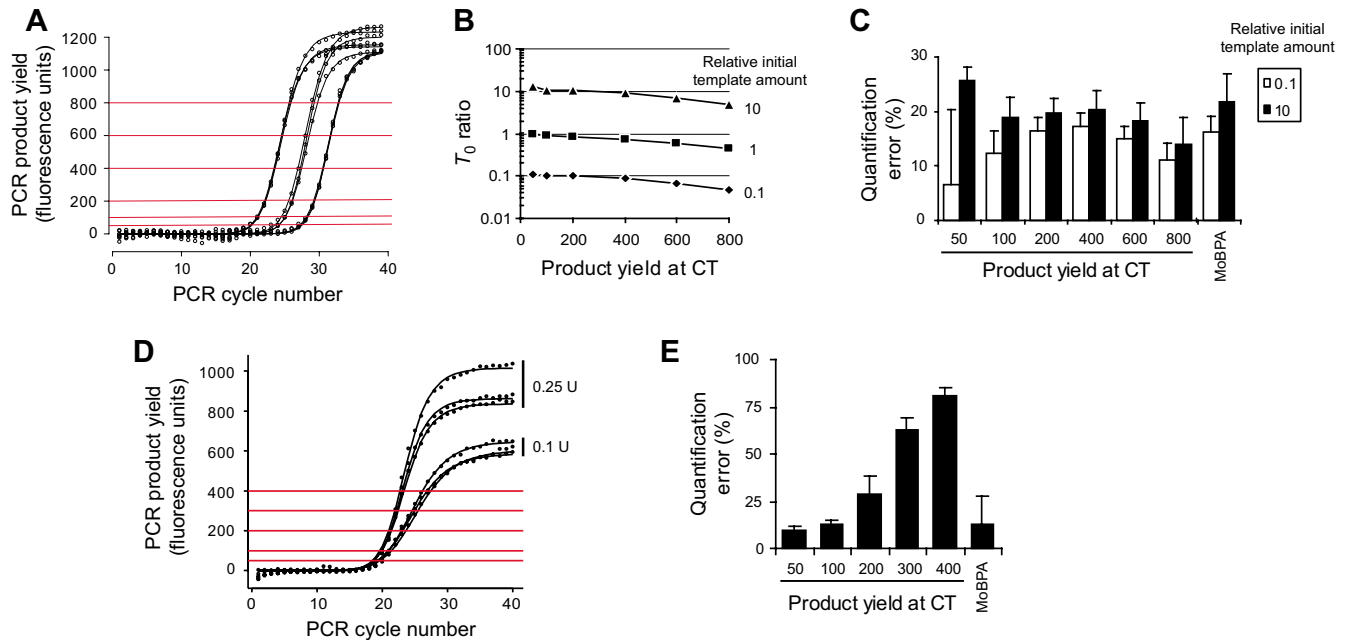 A
PCR product yield
(fluorescence units)
1200
1000
800
600
400
200
0
0 10 20 30 40
PCR cycle number
B
T0 ratio
100
10
1
0.1
0.01
Relative initial
template amount
10
1
0.1
0 200 400 600 800
Product yield at CT
C
Quantification
error (%)
30
20
10
0
50 100 200 400 600 800
Product yield at CT
MoBPA
Relative initial
template amount
0.1
10
D
PCR product yield
(fluorescence units)
1000
800
600
400
200
0
0 10 20 30 40
PCR cycle number
0.25 U
0.1 U
E
Quantification
error (%)
100
75
50
25
0
50 100 200 300 400
Product yield at CT
MoBPA